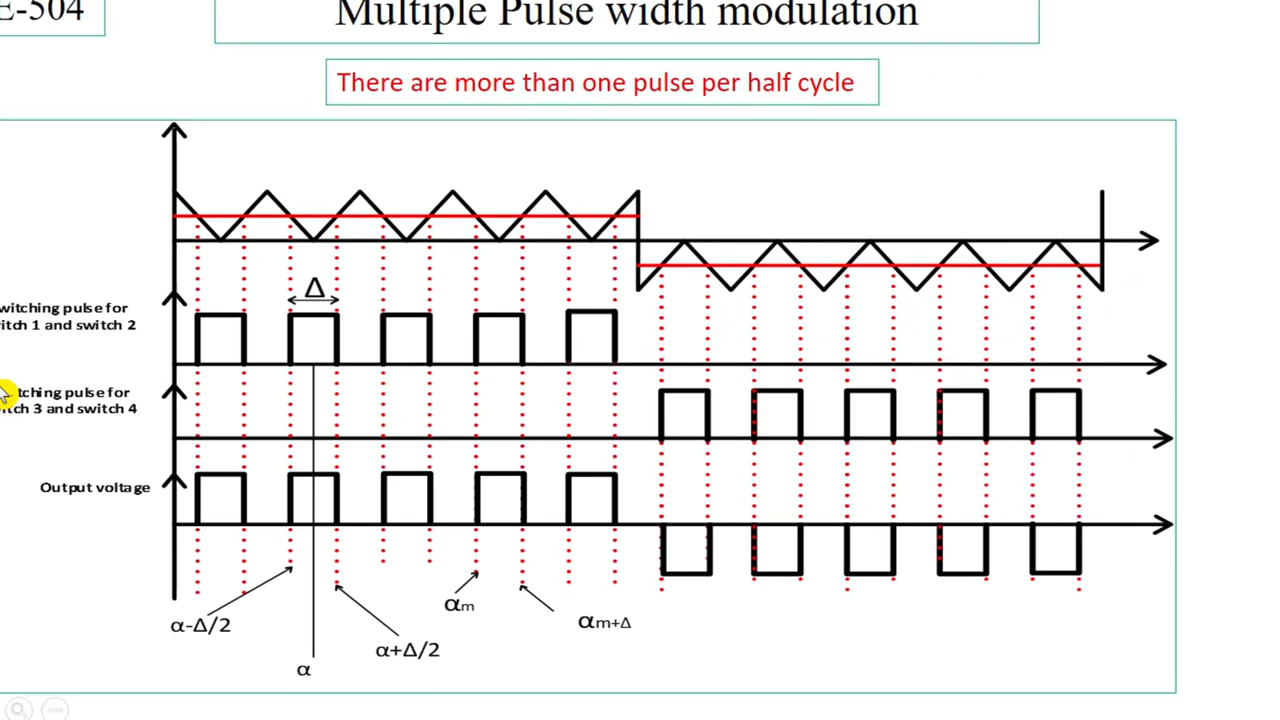 E-504
Multiple Pulse width modulation
There are more than one pulse per half cycle
Δ
witching pulse for
itch 1 and switch 2
tching pulse for
itch 3 and switch 4
Output voltage
αm
αm+Δ
α-Δ/2
α+Δ/2
α